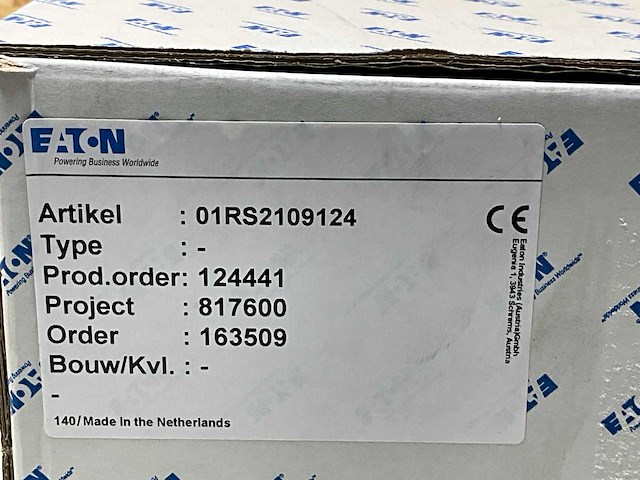 EATON
Powering Business Worldwide
Artikel : 01RS2109124
Type : -
Prod.order: 124441
Project : 817600
Order : 163509
Bouw/Kvl. : -
-
140/ Made in the Netherlands
CE
Eaton Industries (Austria)GmbH
Eugenia 1, 3943 Schrems, Austria